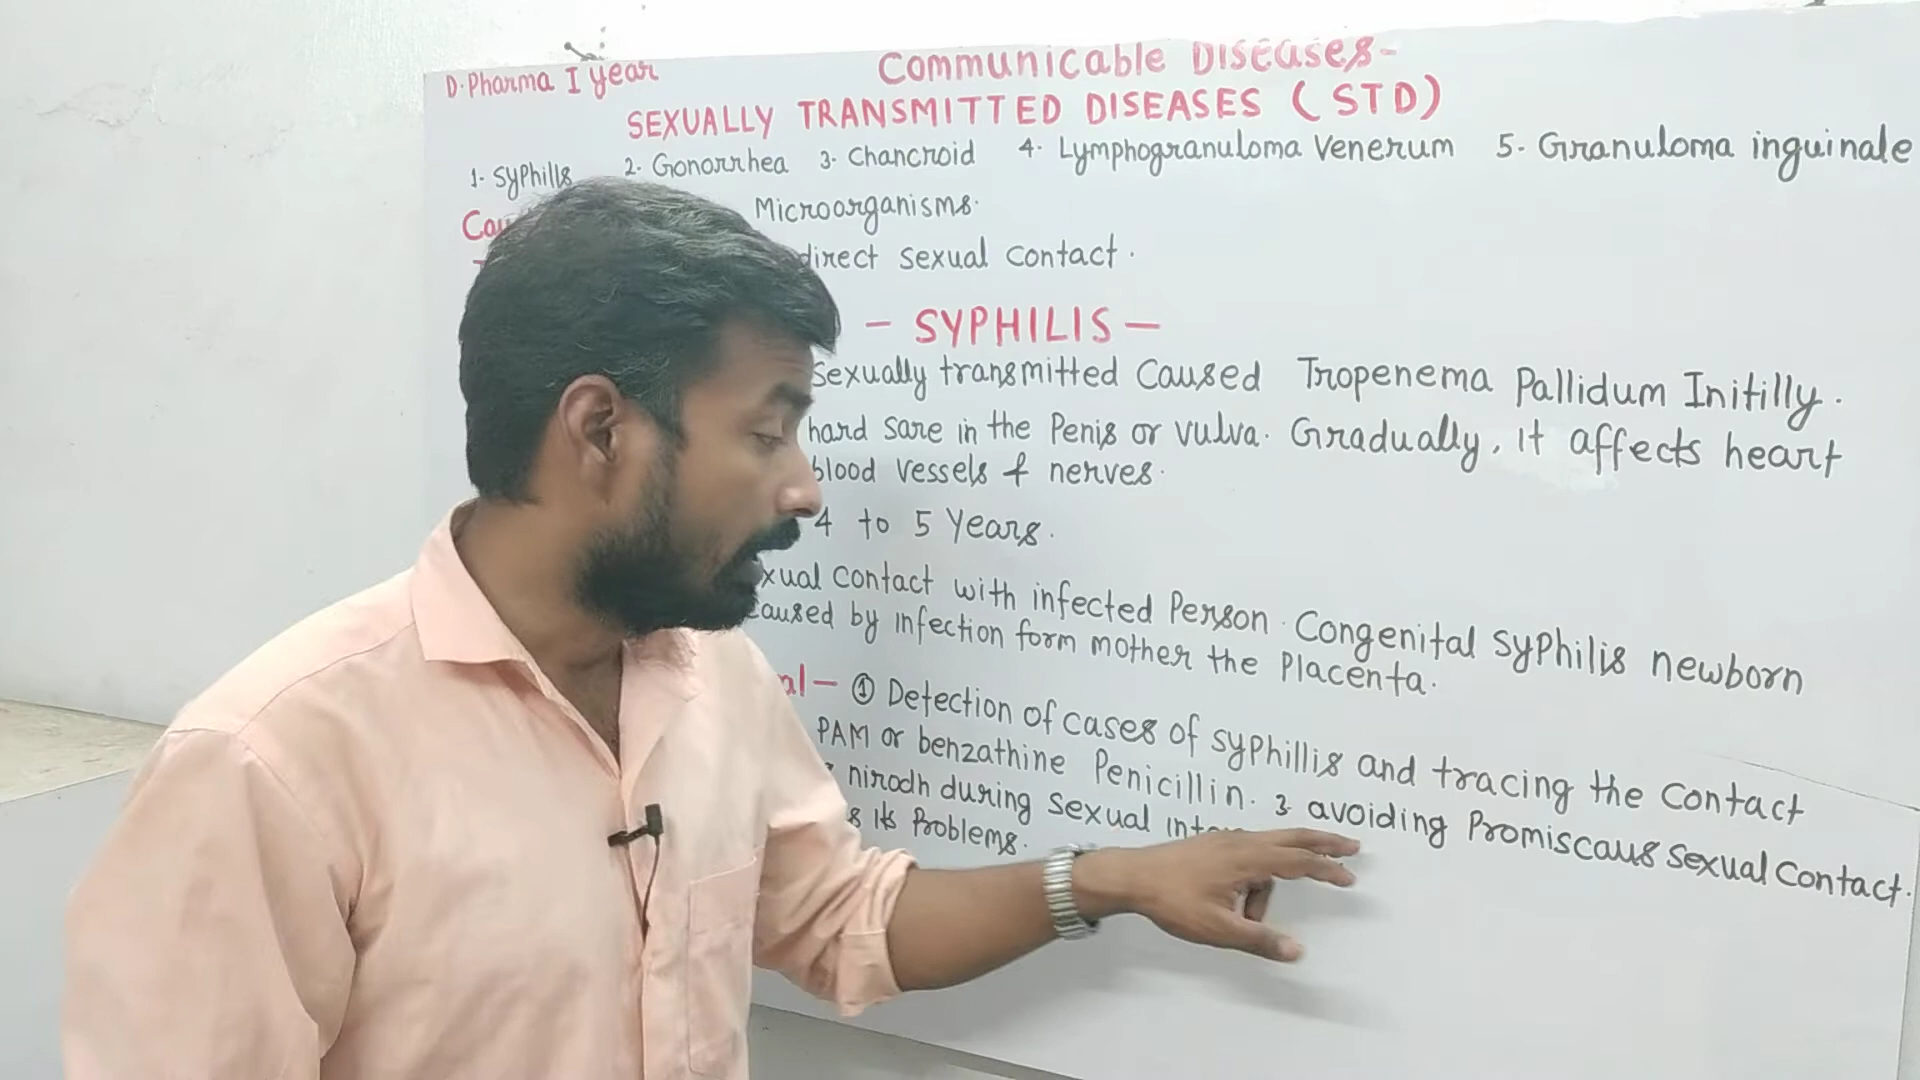 D. Pharma I year
Communicable Diseases-
SEXUALLY TRANSMITTED DISEASES (STD)
1- Syphills 2- Gonorrhea 3- Chancroid 4- Lymphogranuloma Venerum 5- Granuloma inguinale
Microorganisms.
direct sexual contact.
- SYPHILIS -
Sexually transmitted Caused Tropenema Pallidum Initilly.
hard sare in the Penis or vulva. Gradually, it affects heart
blood vessels & nerves.
4 to 5 Years.
contact with infected Person. Congenital Syphilis newborn
caused by infection form mother the Placenta.
① Detection of cases of syphillis and tracing the contact
PAM or benzathine Penicillin. 3 avoiding Promiscaus sexual contact.
nirodh during sexual
its Problems.